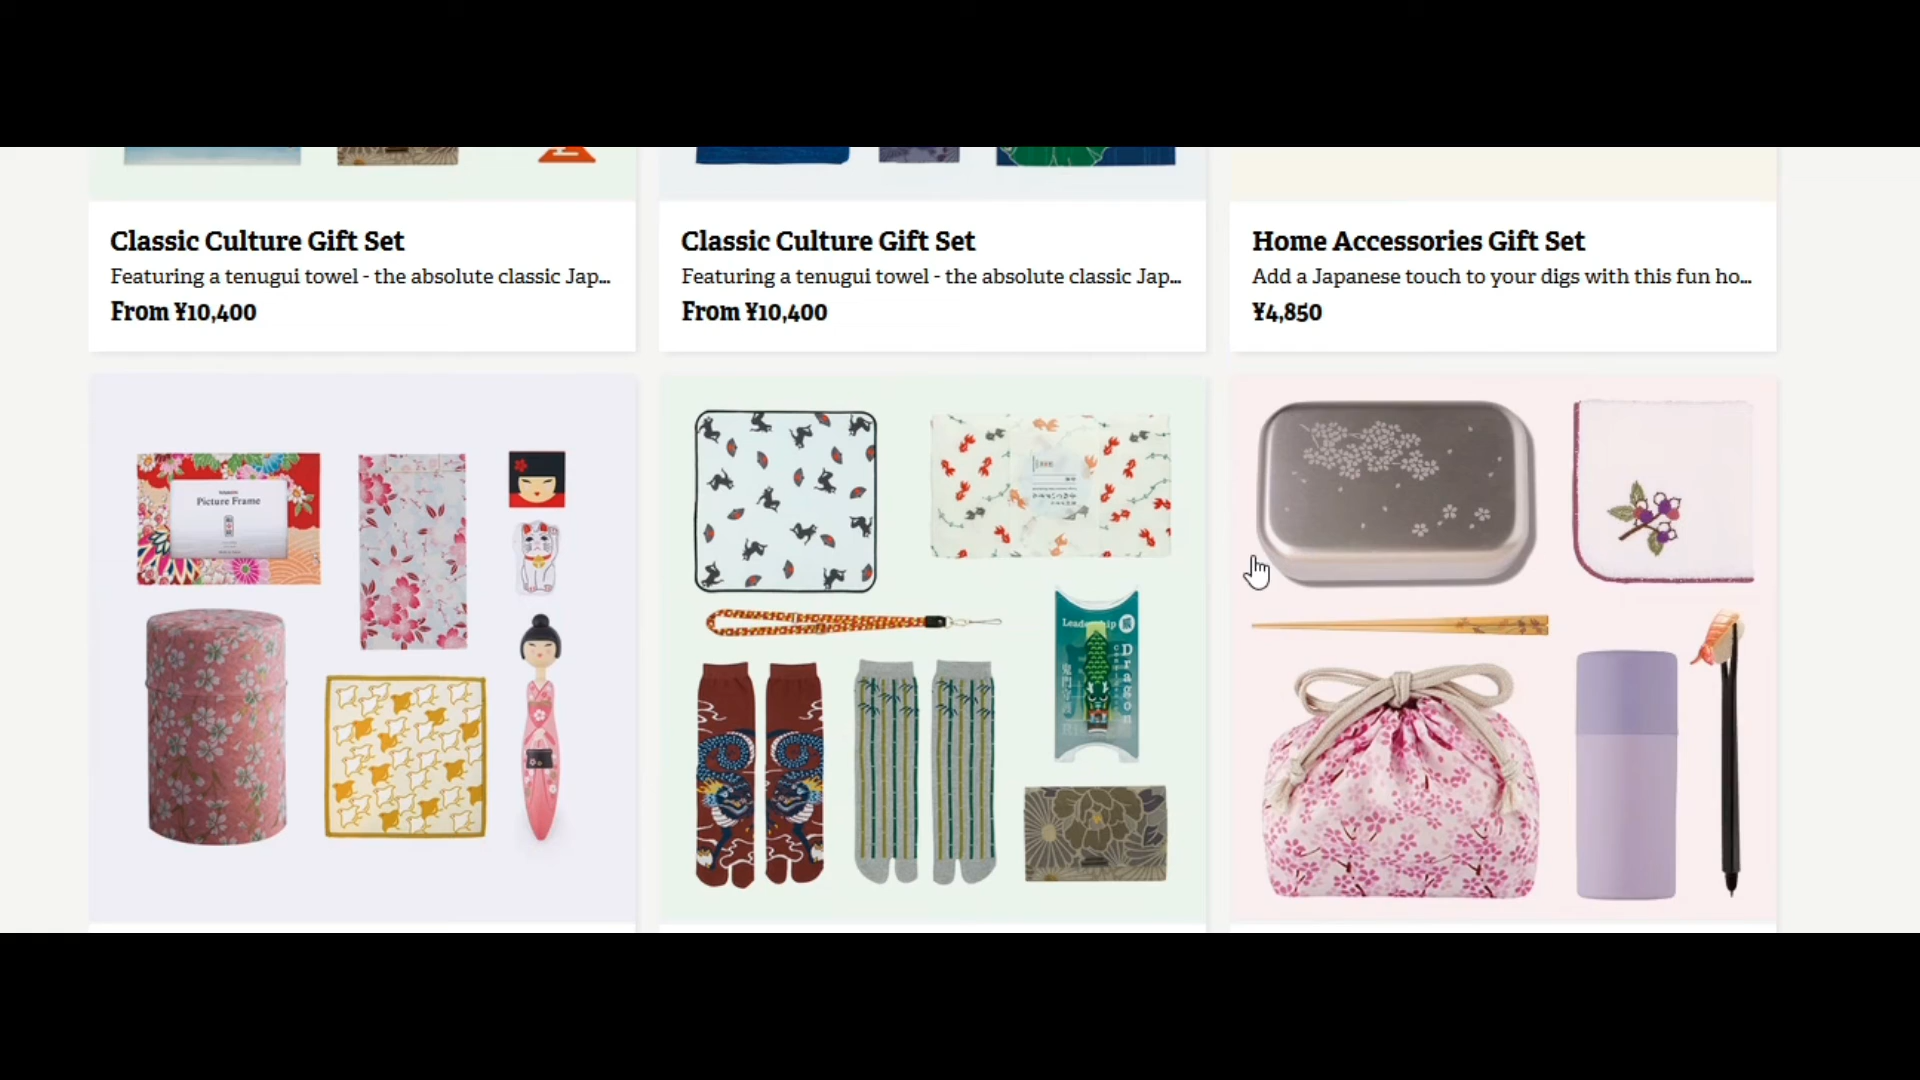 Classic Culture Gift Set
Featuring a tenugui towel - the absolute classic Jap...
From ¥10,400
Classic Culture Gift Set
Featuring a tenugui towel - the absolute classic Jap...
From ¥10,400
Home Accessories Gift Set
Add a Japanese touch to your digs with this fun ho...
¥4,850
Picture Frame
Leadership
Dragon